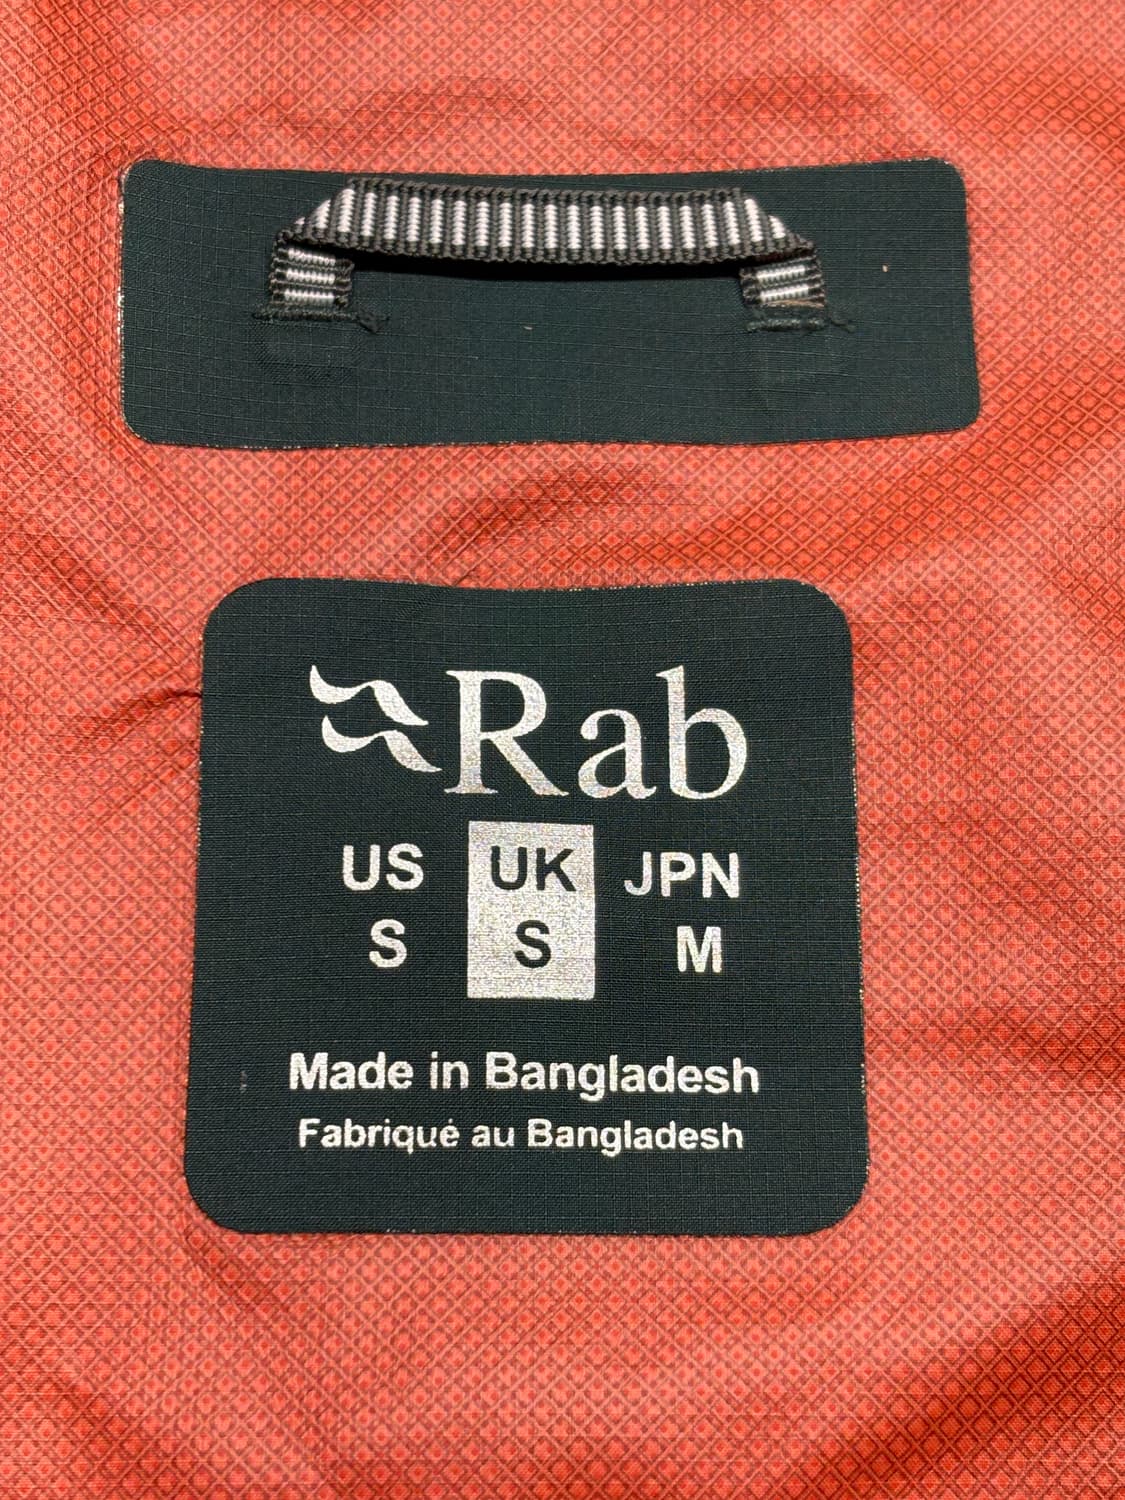 Rab
US UK JPN
S S M
Made in Bangladesh
Fabriqué au Bangladesh